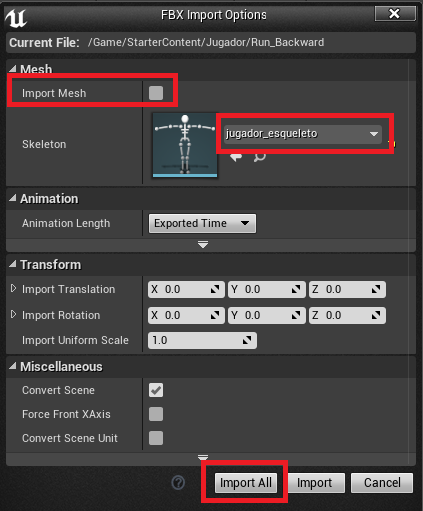 FBX Import Options
Current File: /Game/StarterContent/Jugador/Run_Backward
Mesh
Import Mesh
Skeleton
jugador_esqueleto
Animation
Animation Length
Exported Time
Transform
Import Translation X 0.0 Y 0.0 Z 0.0
Import Rotation X 0.0 Y 0.0 Z 0.0
Import Uniform Scale 1.0
Miscellaneous
Convert Scene
Force Front XAxis
Convert Scene Unit
? Import All Import Cancel